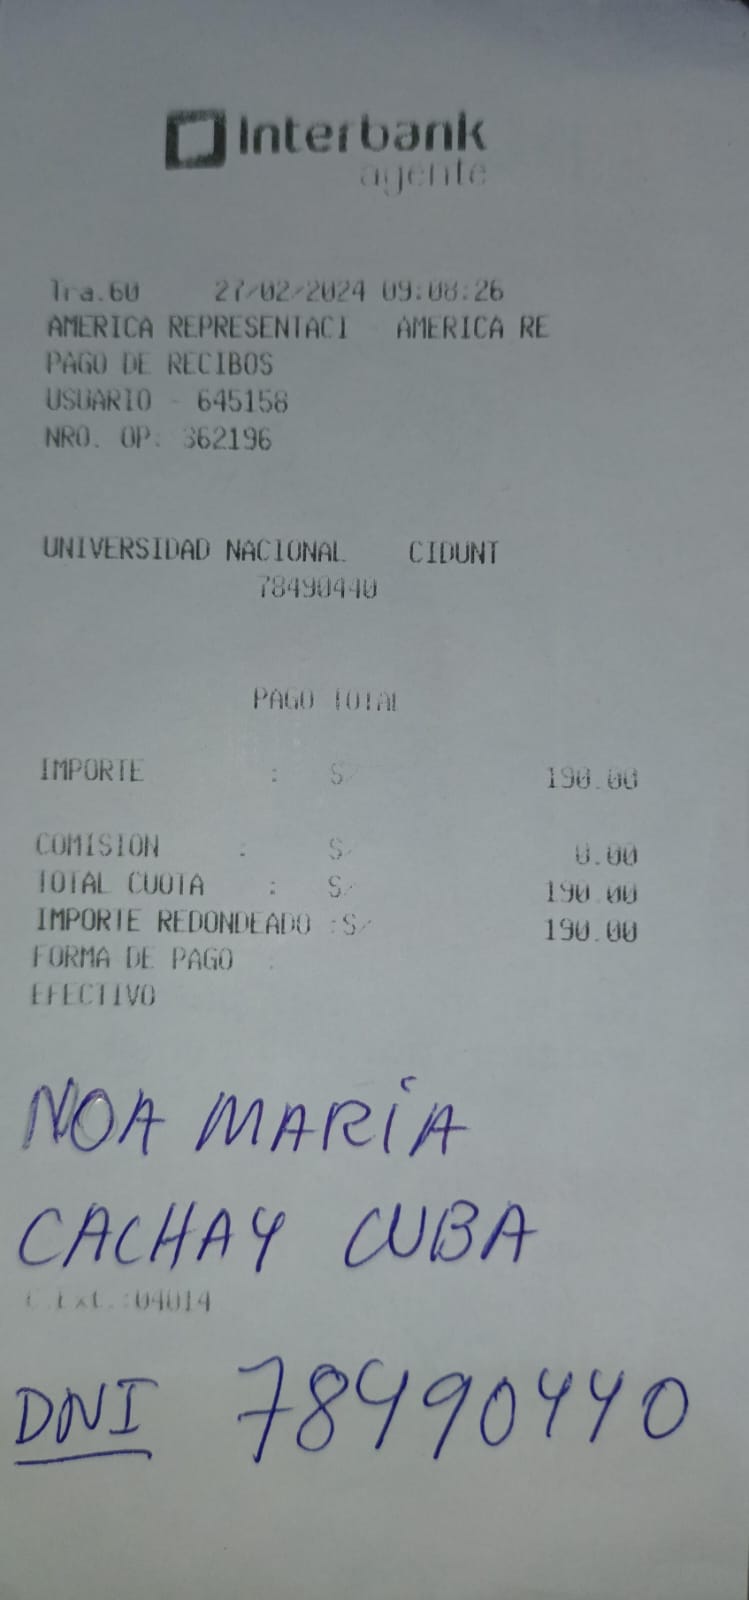 Interbank
agente
Tra.60 27/02/2024 09:08:26
AMERICA REPRESENTACI AMERICA RE
PAGO DE RECIBOS
USUARIO - 645158
NRO. OP: 362196
UNIVERSIDAD NACIONAL CIDUNT
78490440
PAGO TOTAL
IMPORTE : S/ 190.00
COMISION : S/ 0.00
TOTAL CUOTA : S/ 190.00
IMPORTE REDONDEADO :S/ 190.00
FORMA DE PAGO :
EFECTIVO
NOA MARÍA
CACHAY CUBA
C.Ext.:04014
DNI 78490440